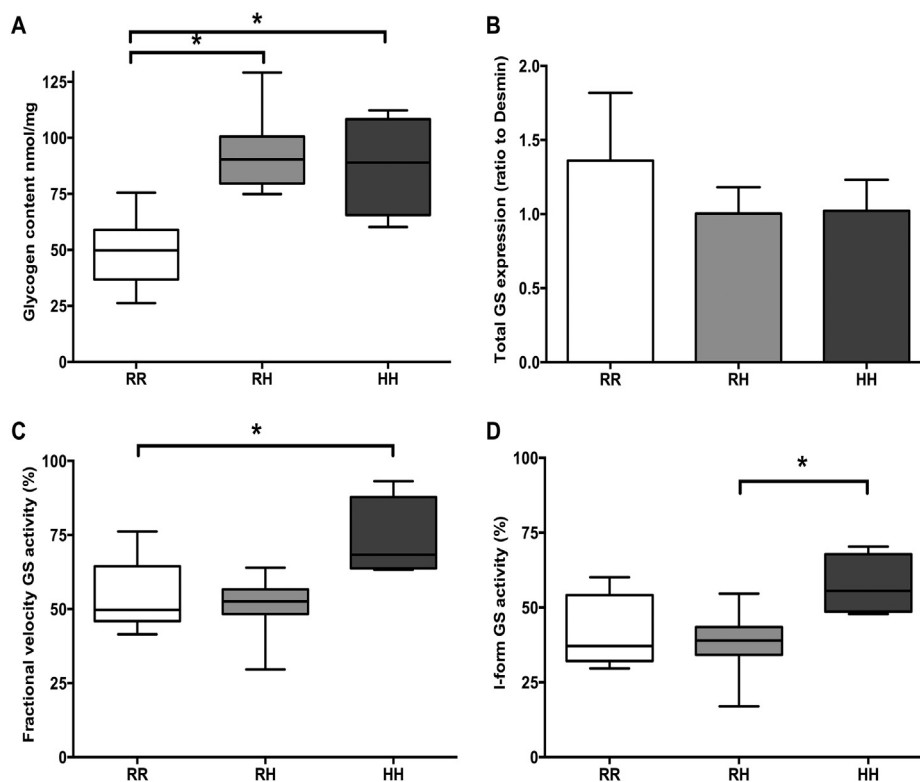 A
*
*
Glycogen content nmol/mg
125
100
75
50
25
0
RR
RH
HH
B
Total GS expression (ratio to Desmin)
2.0
1.5
1.0
0.5
0.0
RR
RH
HH
C
*
Fractional velocity GS activity (%)
100
75
50
25
0
RR
RH
HH
D
*
I-form GS activity (%)
100
75
50
25
0
RR
RH
HH